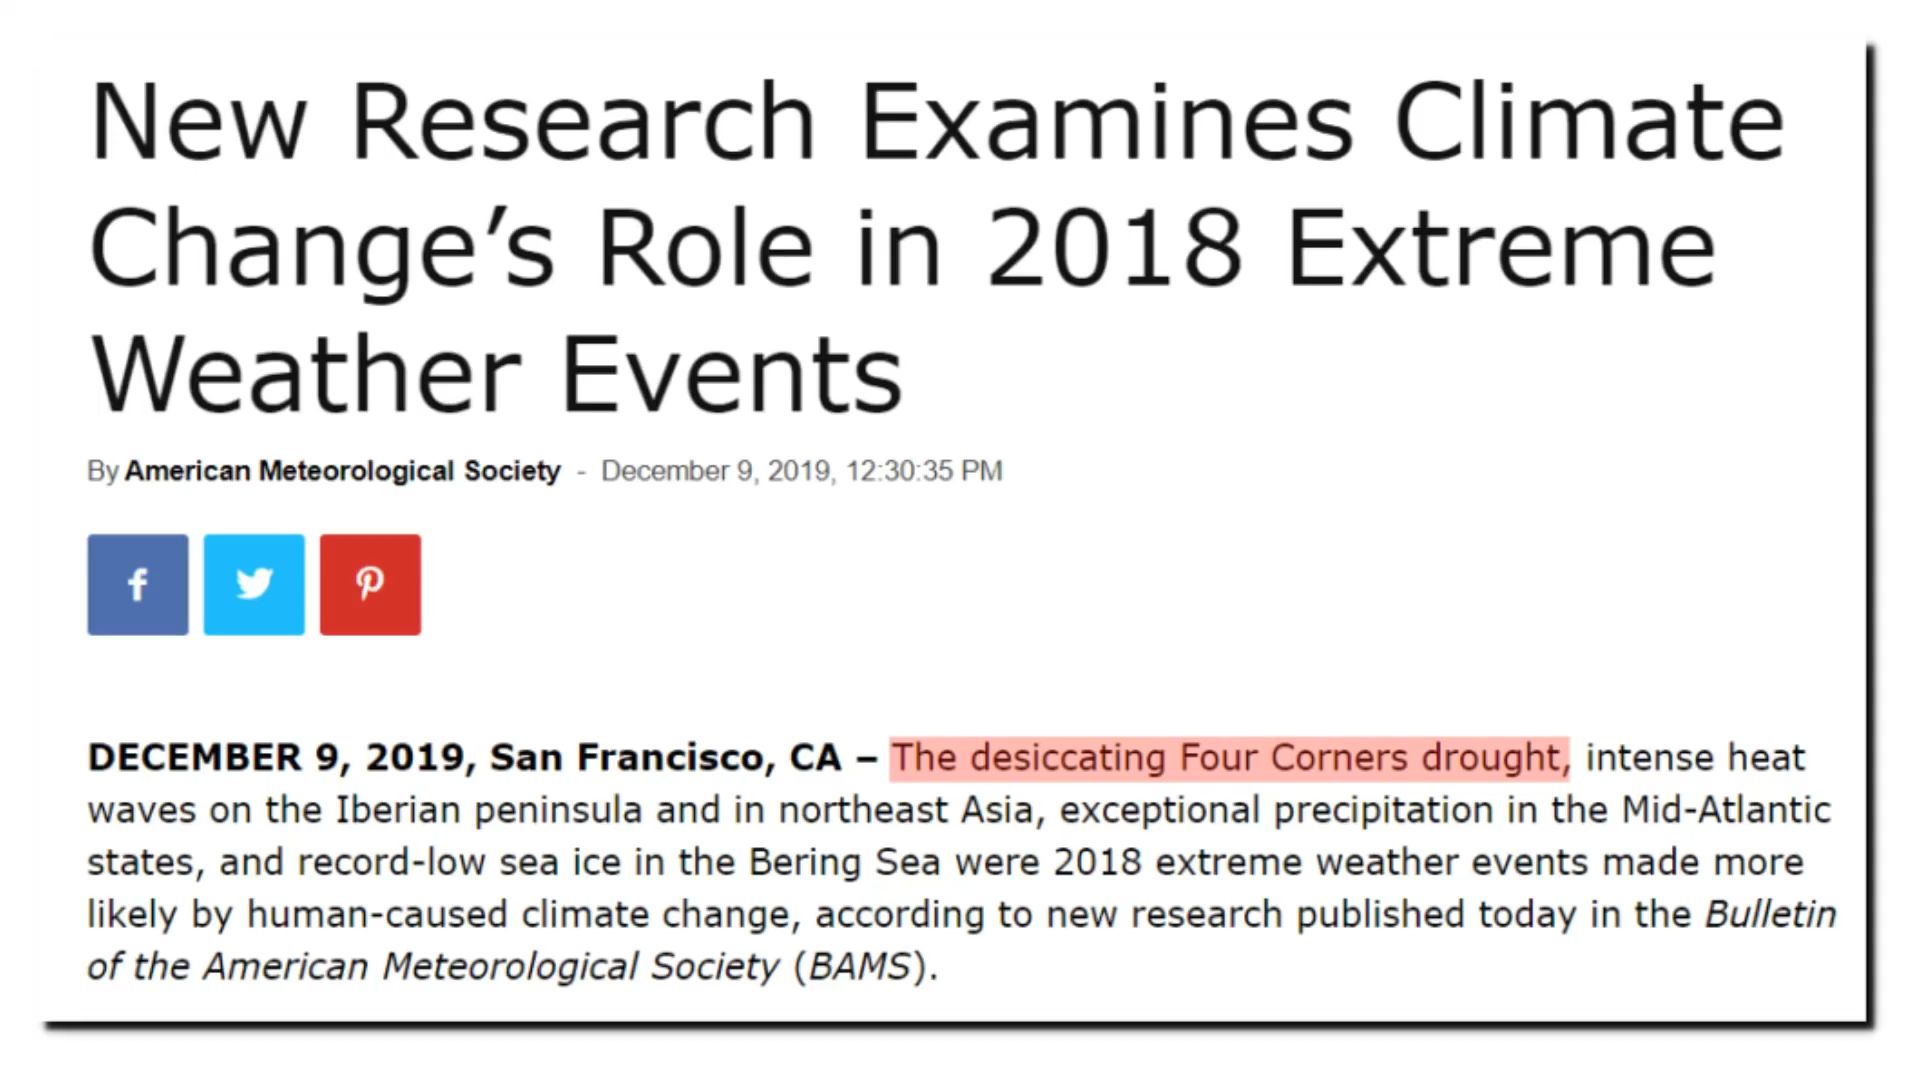 New Research Examines Climate
Change’s Role in 2018 Extreme
Weather Events
By American Meteorological Society - December 9, 2019, 12:30:35 PM
DECEMBER 9, 2019, San Francisco, CA – The desiccating Four Corners drought, intense heat
waves on the Iberian peninsula and in northeast Asia, exceptional precipitation in the Mid-Atlantic
states, and record-low sea ice in the Bering Sea were 2018 extreme weather events made more
likely by human-caused climate change, according to new research published today in the Bulletin
of the American Meteorological Society (BAMS).